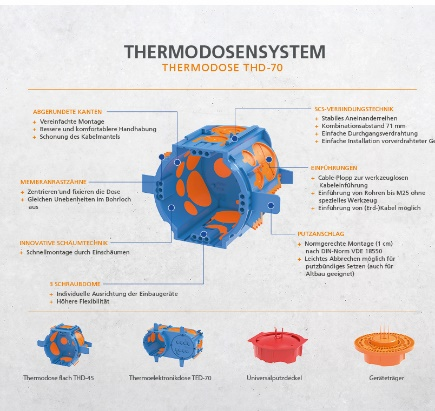 THERMODOSENSYSTEM
THERMODOSE THD-70
ABGERUNDETE KANTEN
+ Vereinfachte Montage
+ Bessere und komfortablere Handhabung
+ Schonung des Kabelmantels
SCS-VERBINDUNGSTECHNIK
+ Stabiles Aneinanderreihen
+ Kombinationsabstand 71 mm
+ Einfache Durchgangsverdrahtung
+ Einfache Installation vorverdrahteter
MEMBRANRASTZÄHNE
+ Zentrieren und fixieren die Dose
+ Gleichen Unebenheiten im Bohrloch
aus
EINFÜHRUNGEN
+ Cable-Plopp zur werkzeuglosen
Kabeleinführung
+ Einführung von Rohren bis M25 ohne
spezielles Werkzeug
+ Einführung von (Erd-)Kabel möglich
INNOVATIVE SCHAUMTECHNIK
+ Schnellmontage durch Einschäumen
PUTZANSCHLAG
+ Normgerechte Montage (1 cm)
nach DIN-Norm VDE 18550
+ Leichtes Abbrechen möglich für
putzbündiges Setzen (auch für
Altbau geeignet)
SCHRAUBDOME
+ Individuelle Ausrichtung der Einbaugeräte
+ Höhere Flexibilität
Thermodose flach THD-45
Thermoelektronikdose TED-70
Universalputzdeckel
Geräteträger